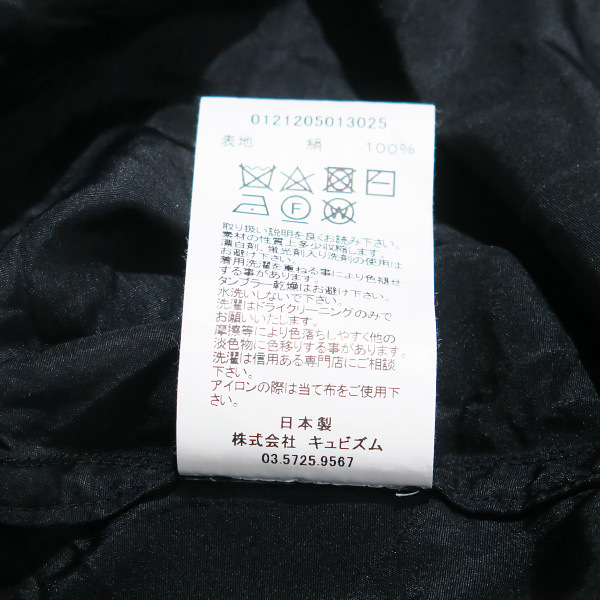 0121205013025
表地 絹 100%
F W
取り扱い説明を良くお読み下さい。
素材の性質上多少収縮します。
漂白剤、蛍光剤入り洗剤の使用は
お避け下さい。
着用洗濯を重ねる事により色褪せ
する事があります。
タンブラー乾燥はお避け下さい。
水洗いしないで下さい。
洗濯はドライクリーニングのみで
お願いいたします。
摩擦等により色落ちしやすく他の
淡色物に色移りする事があります。
洗濯は信用ある専門店にご相談
下さい。
アイロンの際は当て布をご使用下
さい。
日本製
株式会社 キュビズム
03.5725.9567